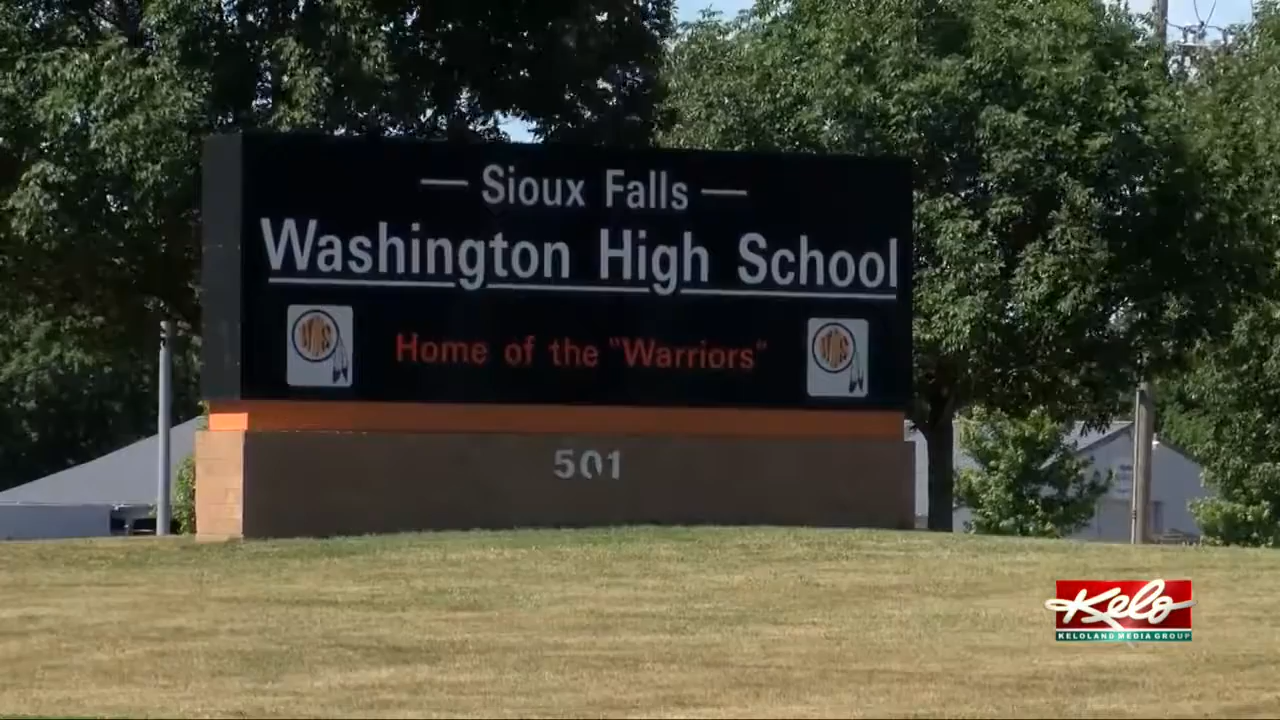 — Sioux Falls —
Washington High School
Home of the "Warriors"
501
Kelo
KELOLAND MEDIA GROUP